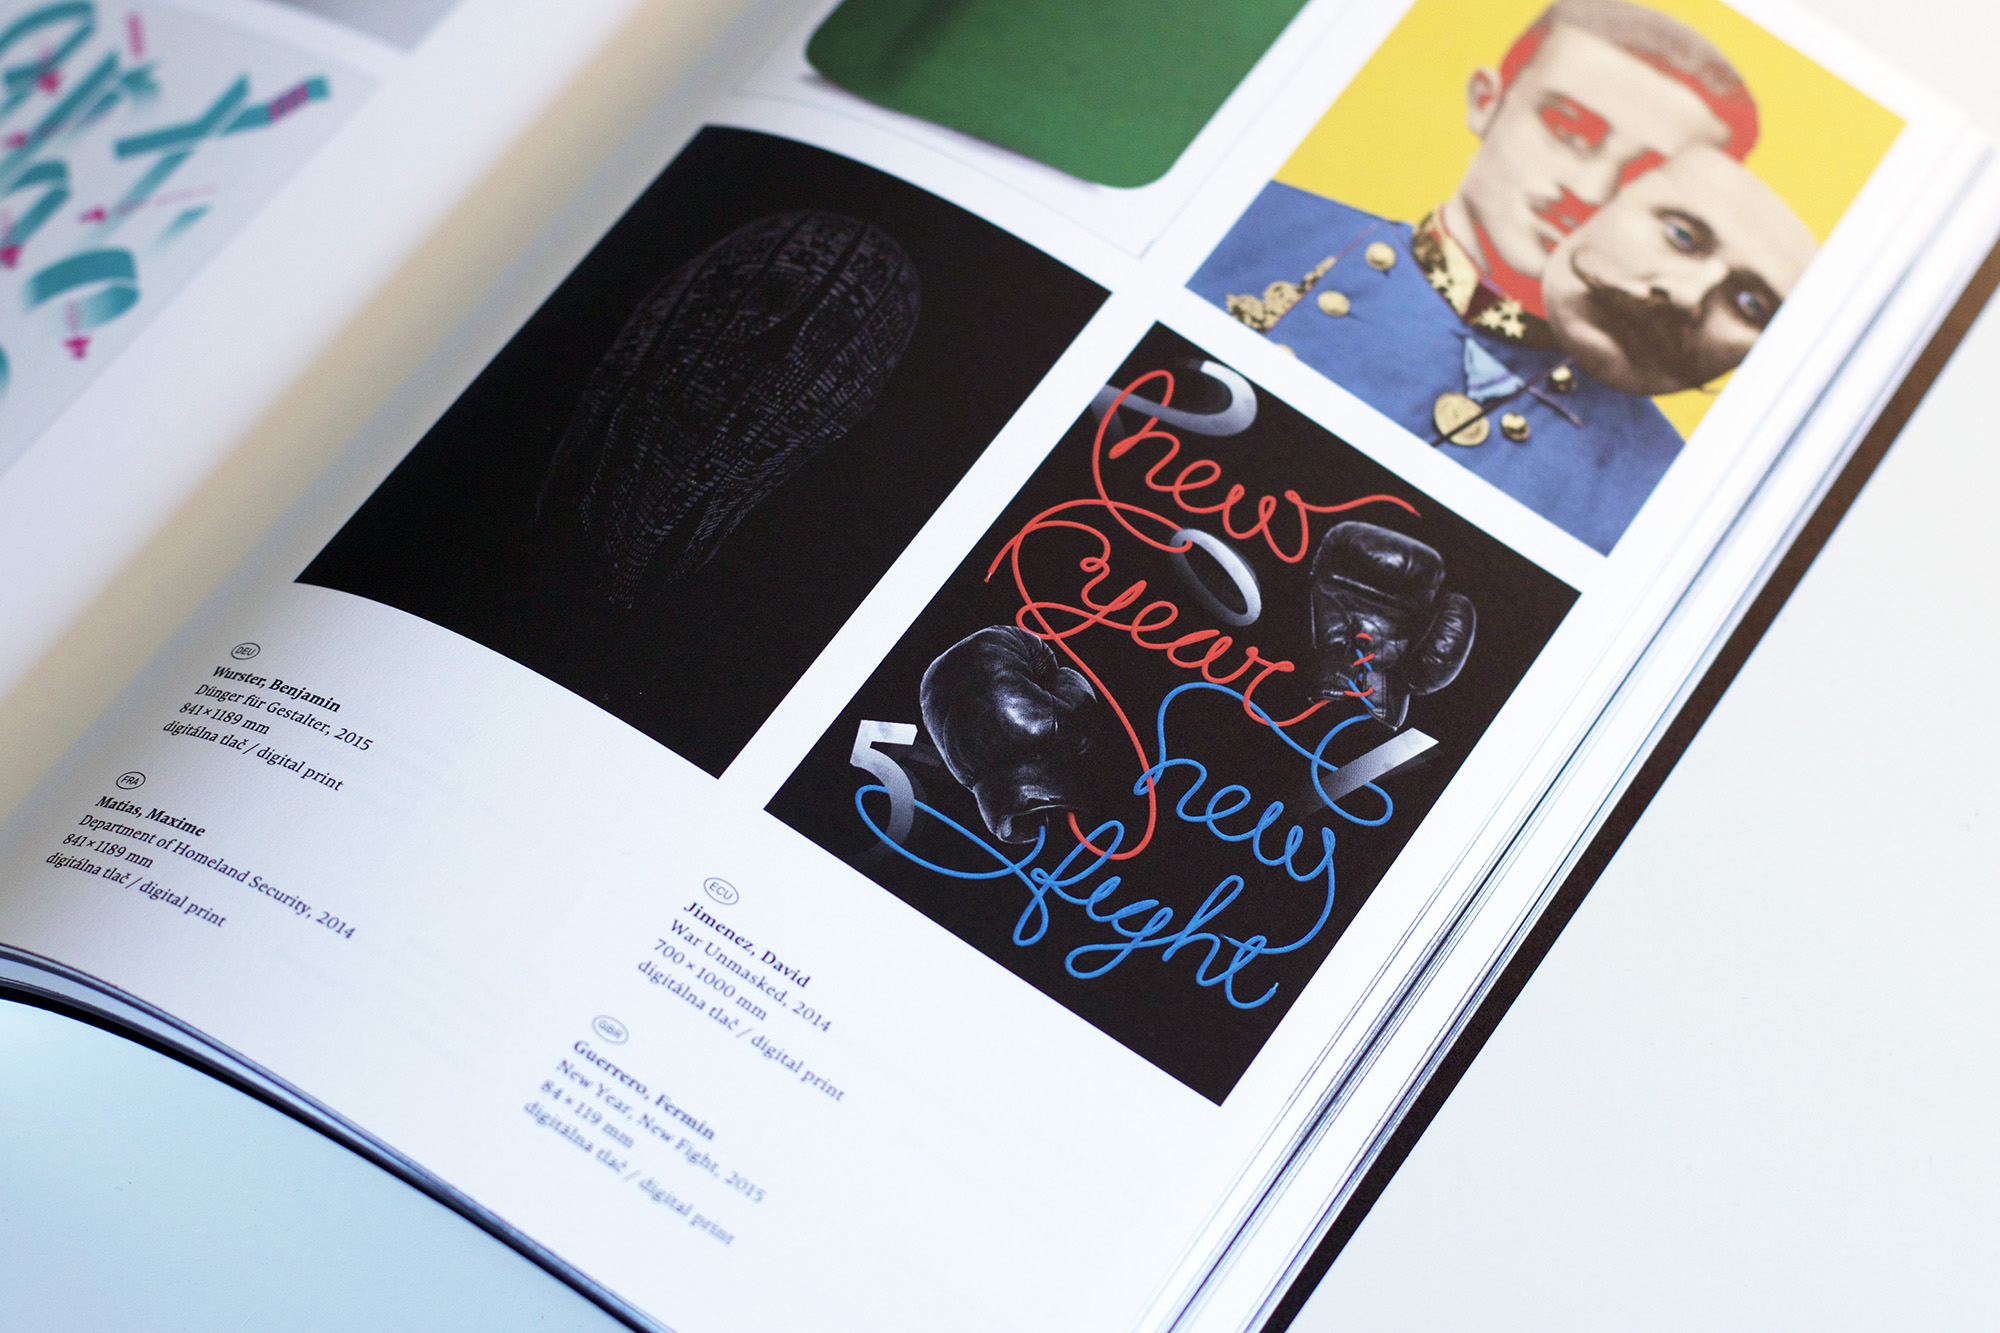 new
year
new
fight
2
0
1
5
DEU
Wurster, Benjamin
Dünger für Gestalter, 2015
841 × 1189 mm
digitálna tlač / digital print
FRA
Matias, Maxime
Department of Homeland Security, 2014
841 × 1189 mm
digitálna tlač / digital print
ECU
Jimenez, David
War Unmasked, 2014
700 × 1000 mm
digitálna tlač / digital print
GBR
Guerrero, Fermín
New Year, New Fight, 2015
84 × 119 mm
digitálna tlač / digital print